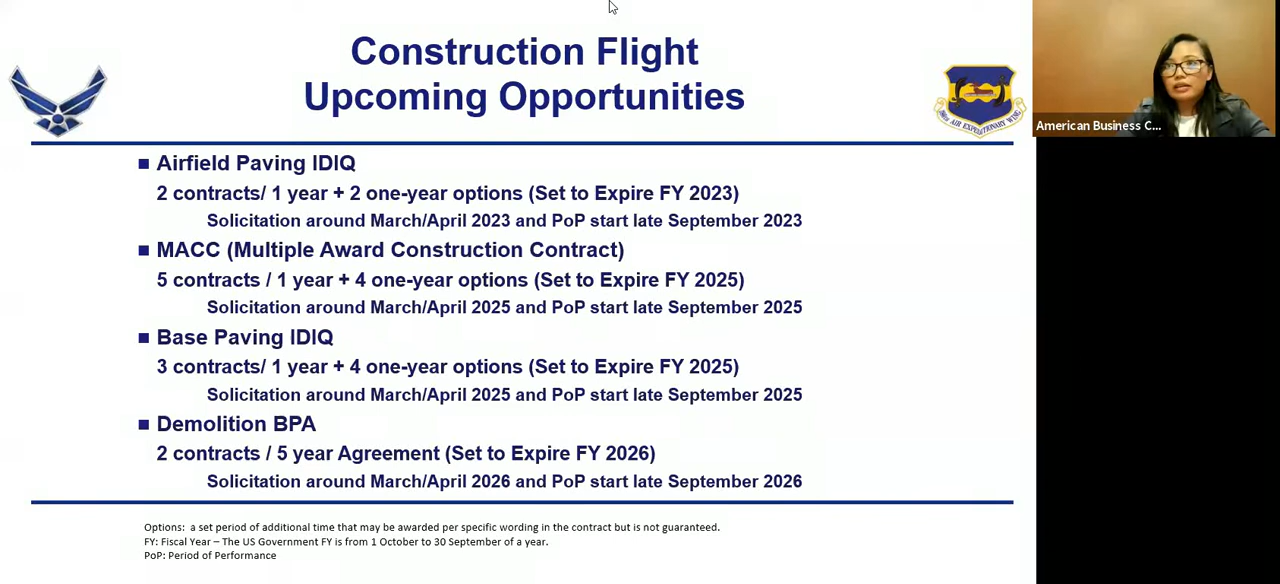 Construction Flight
Upcoming Opportunities
AIR EXPEDITIONARY WING
American Business C...
Airfield Paving IDIQ
2 contracts/ 1 year + 2 one-year options (Set to Expire FY 2023)
Solicitation around March/April 2023 and PoP start late September 2023
MACC (Multiple Award Construction Contract)
5 contracts / 1 year + 4 one-year options (Set to Expire FY 2025)
Solicitation around March/April 2025 and PoP start late September 2025
Base Paving IDIQ
3 contracts/ 1 year + 4 one-year options (Set to Expire FY 2025)
Solicitation around March/April 2025 and PoP start late September 2025
Demolition BPA
2 contracts / 5 year Agreement (Set to Expire FY 2026)
Solicitation around March/April 2026 and PoP start late September 2026
Options:  a set period of additional time that may be awarded per specific wording in the contract but is not guaranteed.
FY: Fiscal Year – The US Government FY is from 1 October to 30 September of a year.
PoP: Period of Performance